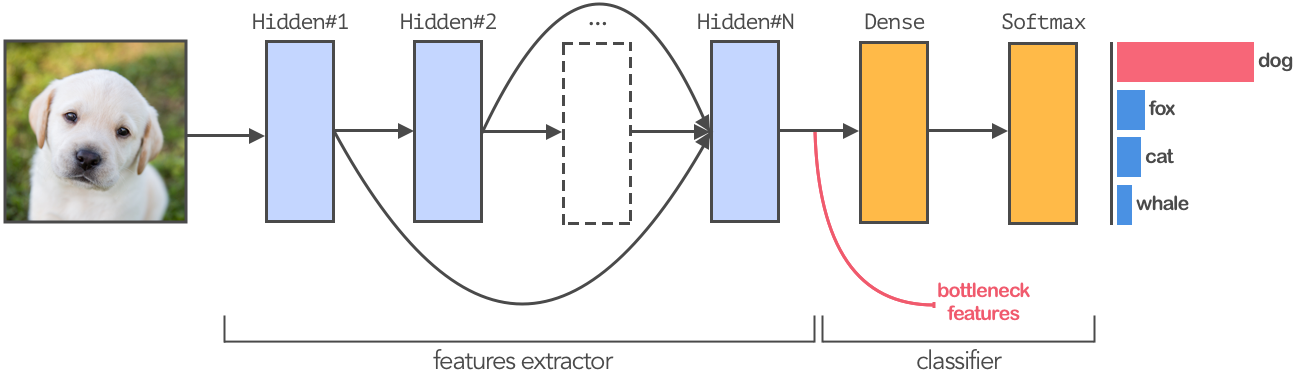 Hidden#1
Hidden#2
...
Hidden#N
Dense
Softmax
dog
fox
cat
whale
bottleneck
features
features extractor
classifier